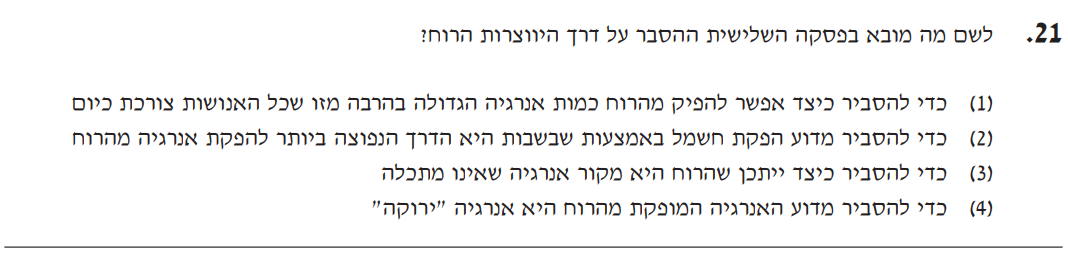 21. לשם מה מובא בפסקה השלישית ההסבר על דרך היווצרות הרוח?
(1) כדי להסביר כיצד אפשר להפיק מהרוח כמות אנרגיה הגדולה בהרבה מזו שכל האנושות צורכת כיום
(2) כדי להסביר מדוע הפקת חשמל באמצעות שבשבות היא הדרך הנפוצה ביותר להפקת אנרגיה מהרוח
(3) כדי להסביר כיצד ייתכן שהרוח היא מקור אנרגיה שאינו מתכלה
(4) כדי להסביר מדוע האנרגיה המופקת מהרוח היא אנרגיה "ירוקה"